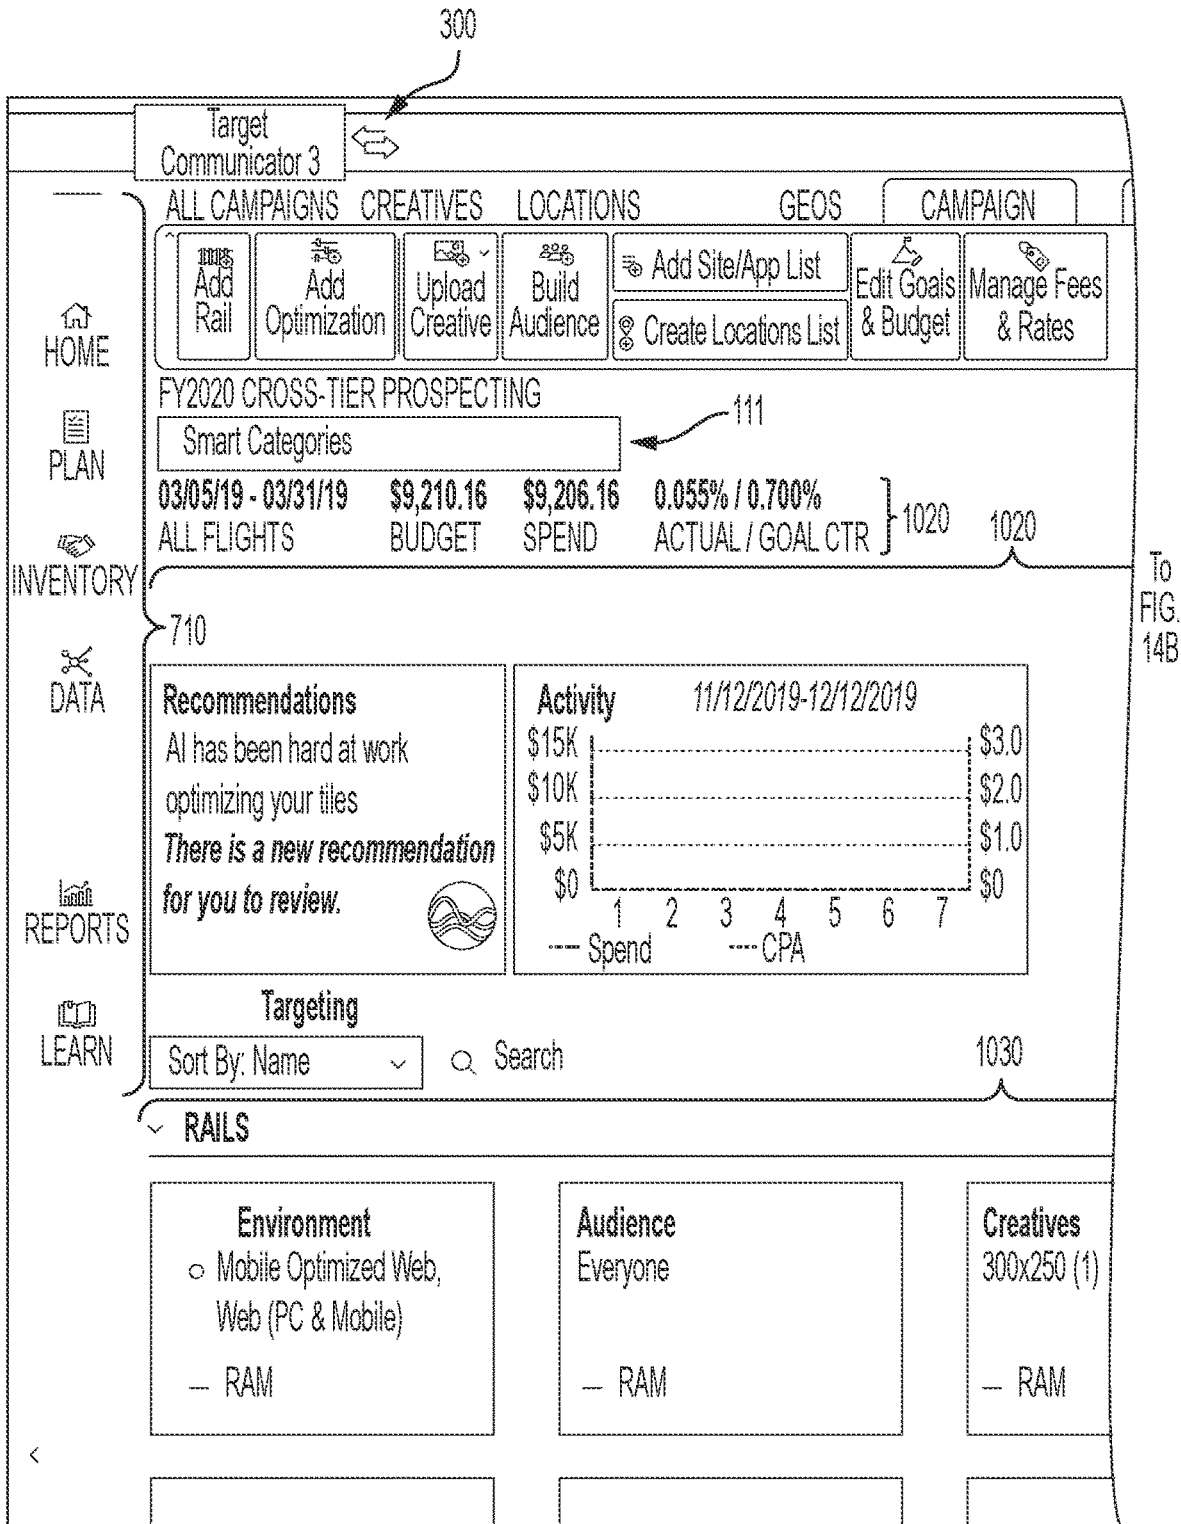 300
Target
Communicator 3
ALL CAMPAIGNS CREATIVES LOCATIONS GEOS CAMPAIGN
Add
Rail
Add
Optimization
Upload
Creative
Build
Audience
Add Site/App List
Create Locations List
Edit Goals
& Budget
Manage Fees
& Rates
HOME
PLAN
INVENTORY
DATA
REPORTS
LEARN
FY2020 CROSS-TIER PROSPECTING
Smart Categories
111
03/05/19 - 03/31/19 $9,210.16 $9,206.16 0.055% / 0.700%
ALL FLIGHTS BUDGET SPEND ACTUAL / GOAL CTR
1020
1020
To
FIG.
14B
710
Recommendations
AI has been hard at work
optimizing your tiles
There is a new recommendation
for you to review.
Activity 11/12/2019-12/12/2019
$15K $3.0
$10K $2.0
$5K $1.0
$0 $0
1 2 3 4 5 6 7
Spend CPA
Targeting
Sort By: Name Search
1030
RAILS
Environment
Mobile Optimized Web,
Web (PC & Mobile)
RAM
Audience
Everyone
RAM
Creatives
300x250 (1)
RAM